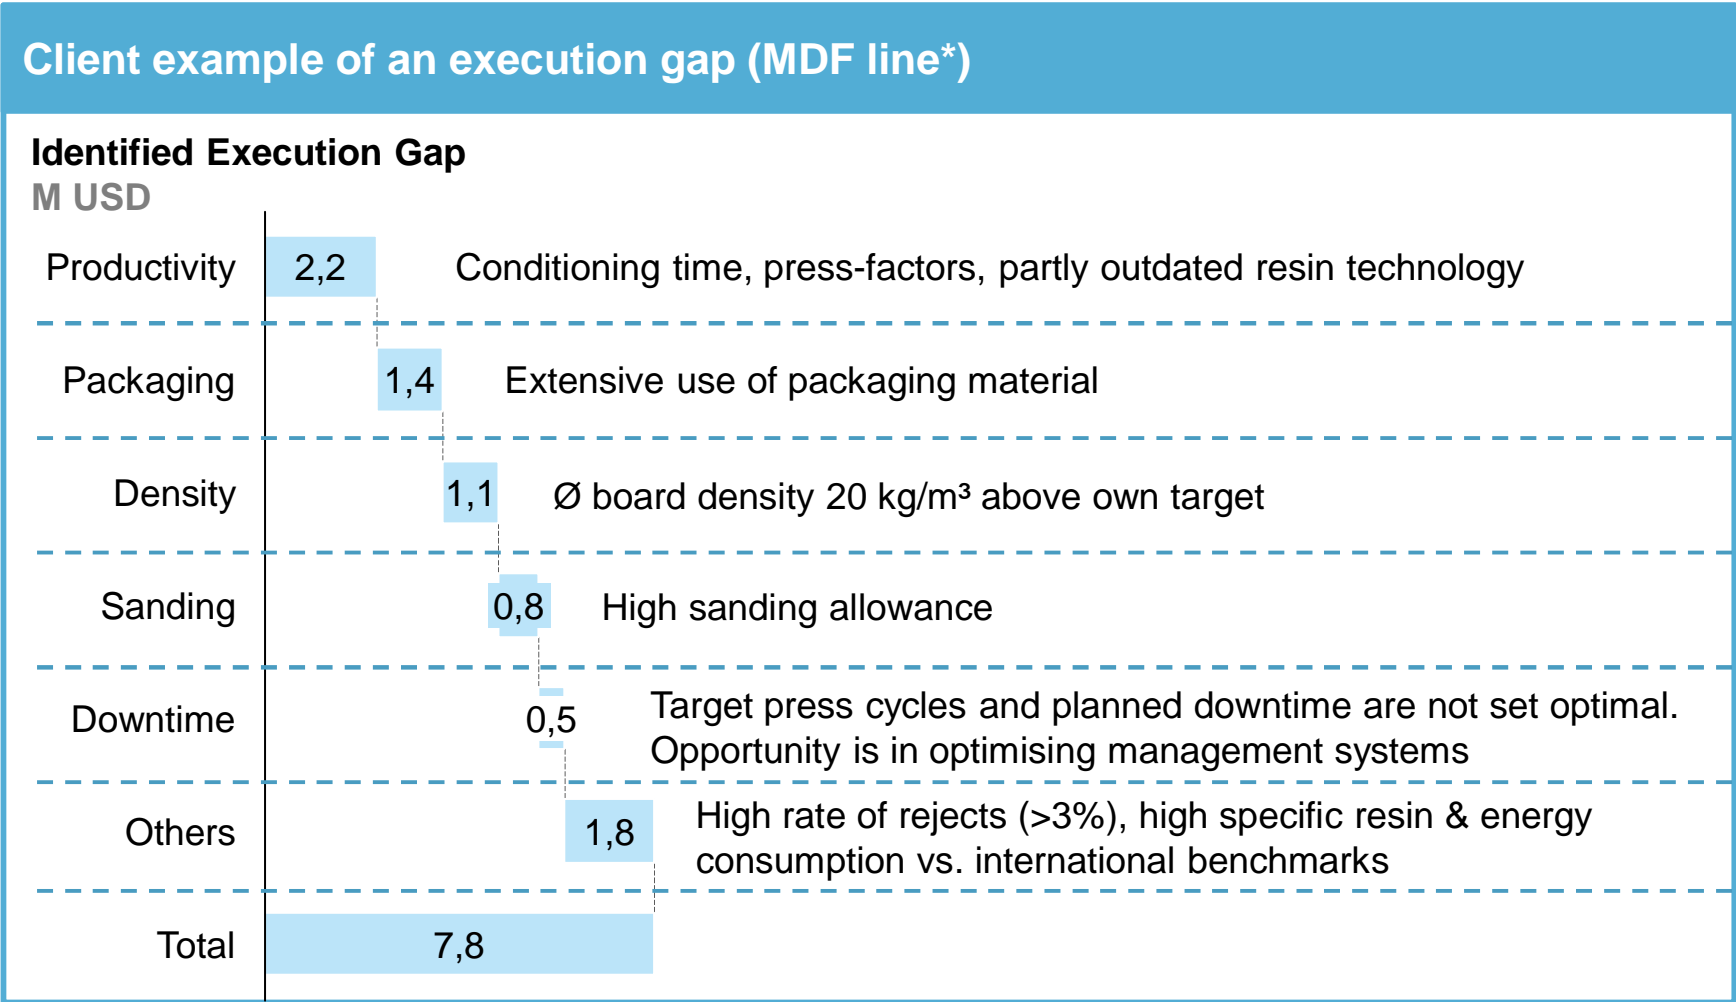 Client example of an execution gap (MDF line*)
Identified Execution Gap
M USD
Productivity 2,2 Conditioning time, press-factors, partly outdated resin technology
Packaging 1,4 Extensive use of packaging material
Density 1,1 Ø board density 20 kg/m³ above own target
Sanding 0,8 High sanding allowance
Downtime 0,5 Target press cycles and planned downtime are not set optimal.
Opportunity is in optimising management systems
Others 1,8 High rate of rejects (>3%), high specific resin & energy
consumption vs. international benchmarks
Total 7,8